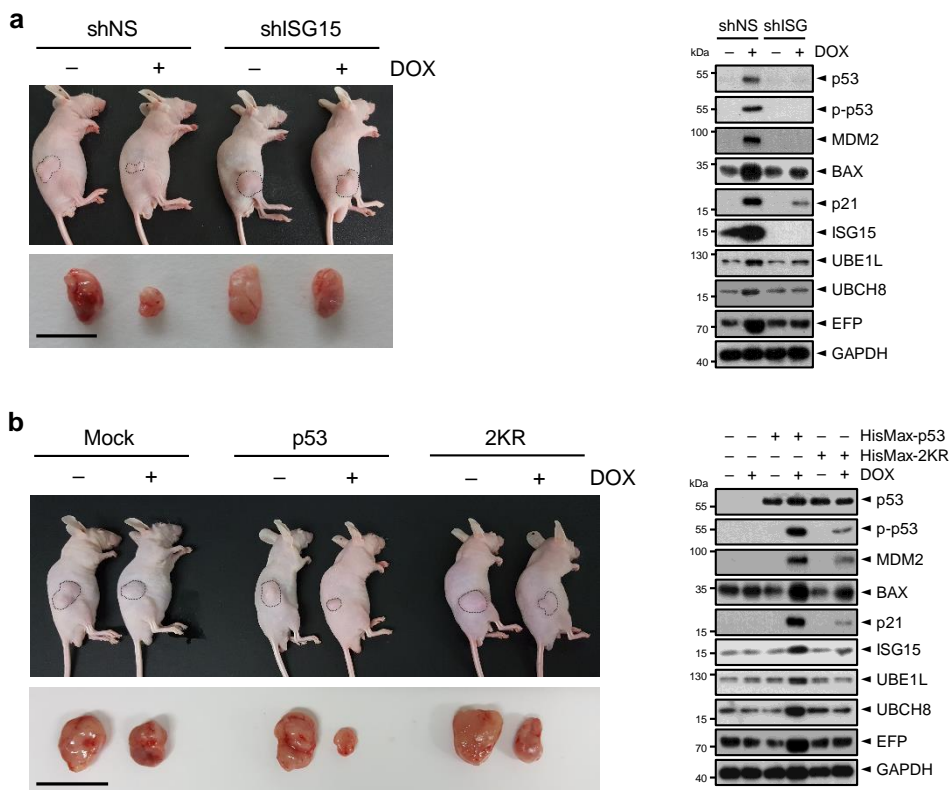 a
shNS shISG15
– + – + DOX
shNS shISG
kDa – + – + DOX
55 p53
55 p-p53
100 MDM2
35 BAX
15 p21
15 ISG15
130 UBE1L
15 UBCH8
70 EFP
40 GAPDH
b
Mock p53 2KR
– + – + – + DOX
– – + + – – HisMax-p53
– – – – + + HisMax-2KR
– + – + – + DOX
kDa
55 p53
55 p-p53
100 MDM2
35 BAX
15 p21
15 ISG15
130 UBE1L
15 UBCH8
70 EFP
40 GAPDH